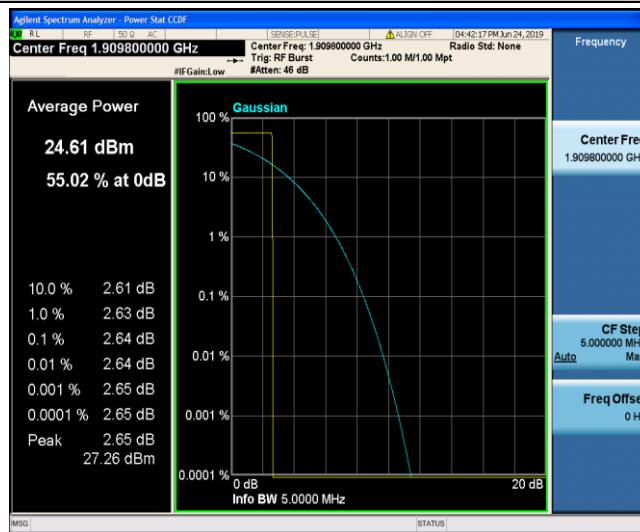 Agilent Spectrum Analyzer - Power Stat CCDF
RL RF 50 Ω AC SENSE:PULSE ALIGN OFF 04:42:17 PM Jun 24, 2019
Center Freq 1.909800000 GHz
Center Freq: 1.909800000 GHz Radio Std: None
Trig: RF Burst Counts:1.00 M/1.00 Mpt
#IFGain:Low #Atten: 46 dB
Frequency
Average Power
24.61 dBm
55.02 % at 0dB
10.0 % 2.61 dB
1.0 % 2.63 dB
0.1 % 2.64 dB
0.01 % 2.64 dB
0.001 % 2.65 dB
0.0001 % 2.65 dB
Peak 2.65 dB
27.26 dBm
Gaussian
100 %
10 %
1 %
0.1 %
0.01 %
0.001 %
0.0001 %
0 dB 20 dB
Info BW 5.0000 MHz
Center Fre
1.909800000 GH
CF Step
5.000000 MH
Auto Ma
Freq Offse
0 H
MSG STATUS